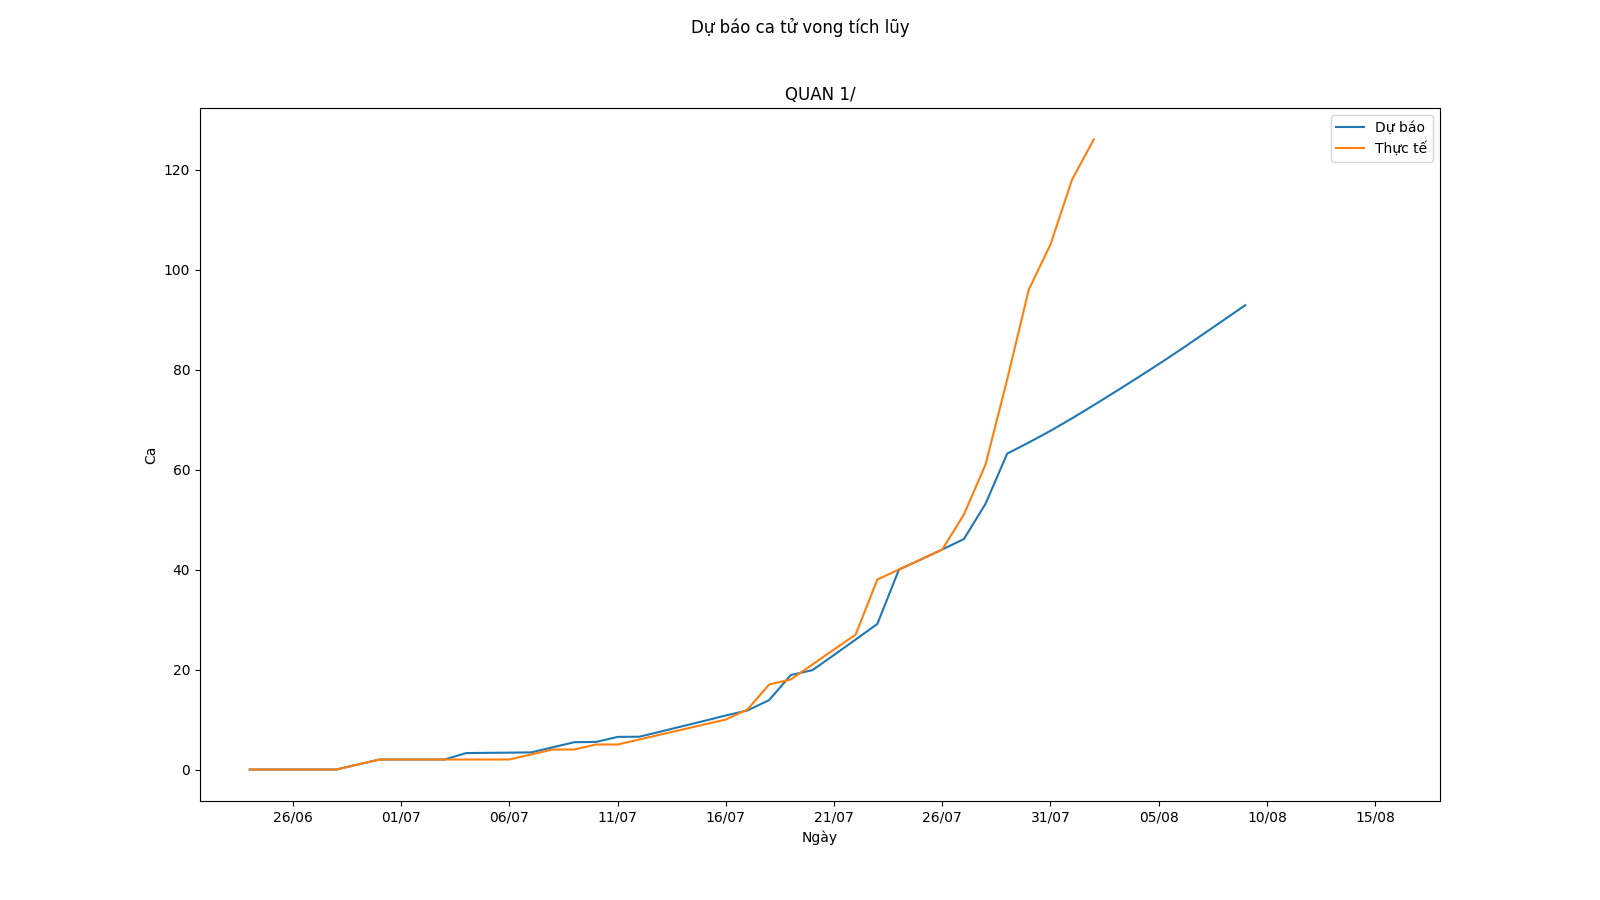 Dự báo ca tử vong tích lũy
QUAN 1/
Dự báo
Thực tế
120
100
80
60
40
20
0
Ca
26/06 01/07 06/07 11/07 16/07 21/07 26/07 31/07 05/08 10/08 15/08
Ngày